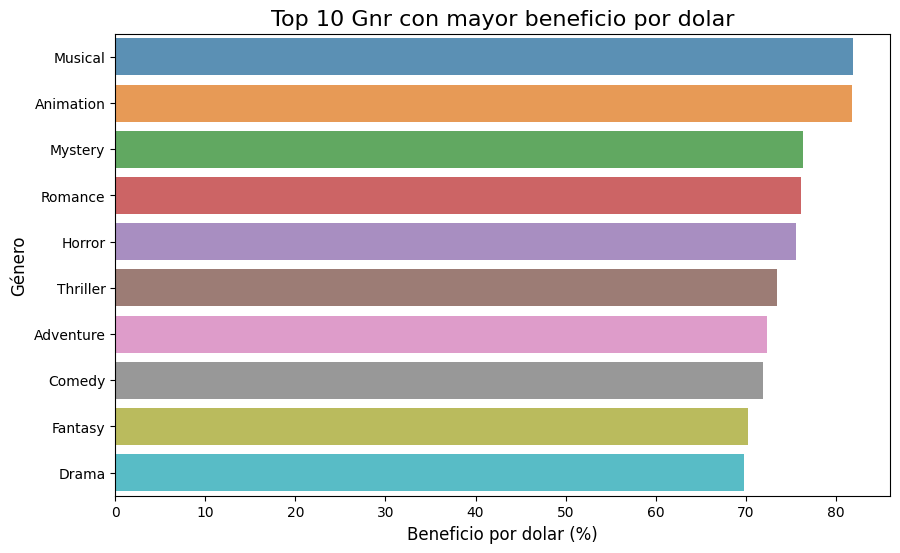 Top 10 Gnr con mayor beneficio por dolar
Musical
Animation
Mystery
Romance
Horror
Thriller
Adventure
Comedy
Fantasy
Drama
Género
0 10 20 30 40 50 60 70 80
Beneficio por dolar (%)